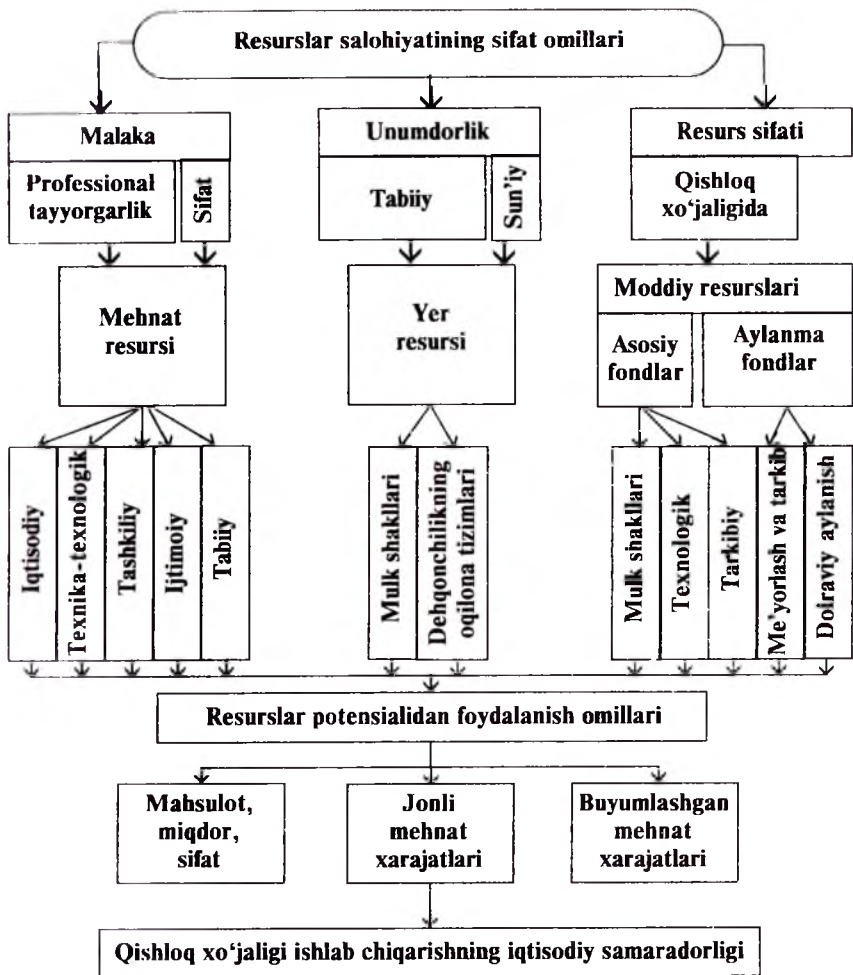 Resurslar salohiyatining sifat omillari
Malaka
Unumdorlik
Resurs sifati
Professional
tayyorgarlik
Sifat
Tabiiy
Sun’iy
Qishloq
xo‘jaligida
Mehnat
resursi
Yer
resursi
Moddiy resurslari
Asosiy
fondlar
Aylanma
fondlar
Iqtisodiy
Texnika-texnologik
Tashkiliy
Ijtimoiy
Tabiiy
Mulk shakllari
Dehqonchilikning
oqilona tizimlari
Mulk shakllari
Texnologik
Tarkibiy
Me’yorlash va tarkib
Doiraviy aylanish
Resurslar potensialidan foydalanish omillari
Mahsulot,
miqdor,
sifat
Jonli
mehnat
xarajatlari
Buyumlashgan
mehnat
xarajatlari
Qishloq xo‘jaligi ishlab chiqarishning iqtisodiy samaradorligi